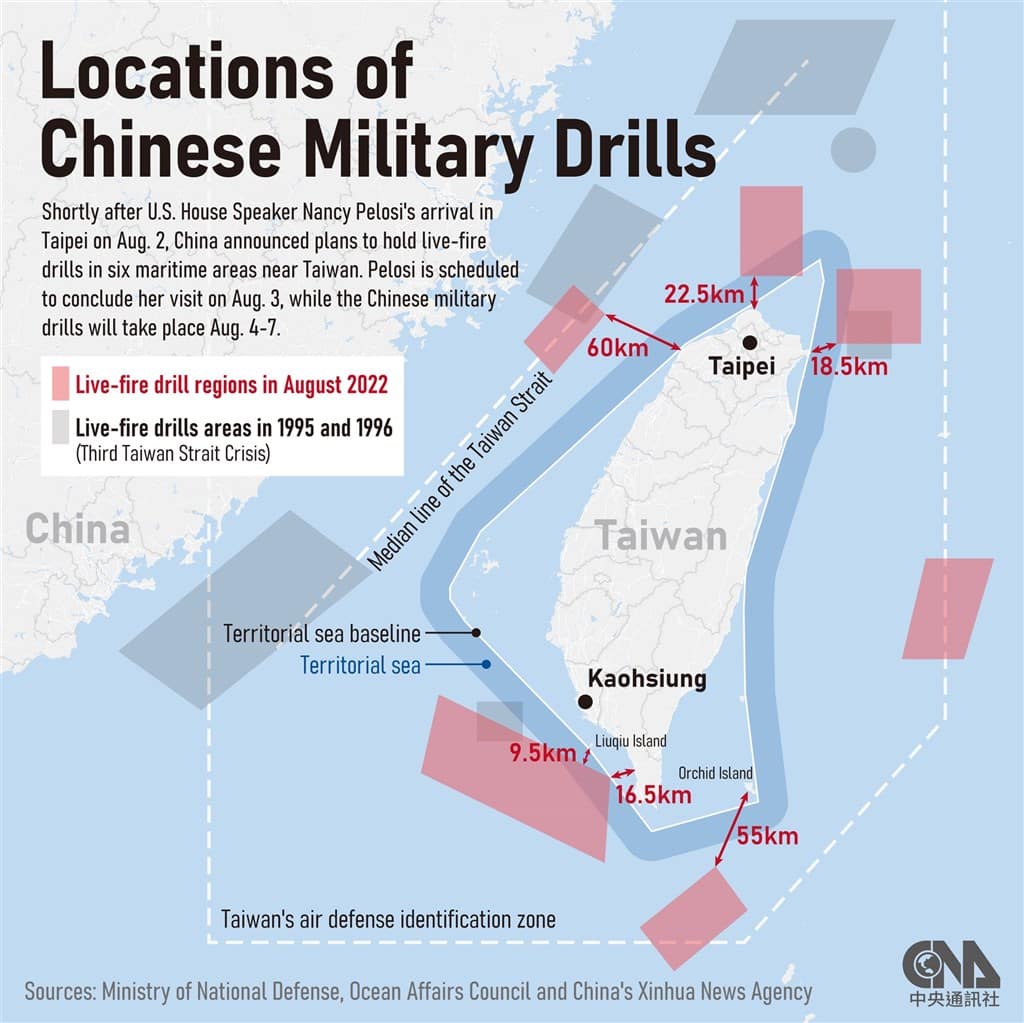 Locations of
Chinese Military Drills
Shortly after U.S. House Speaker Nancy Pelosi's arrival in
Taipei on Aug. 2, China announced plans to hold live-fire
drills in six maritime areas near Taiwan. Pelosi is scheduled
to conclude her visit on Aug. 3, while the Chinese military
drills will take place Aug. 4-7.
Live-fire drill regions in August 2022
Live-fire drills areas in 1995 and 1996
(Third Taiwan Strait Crisis)
22.5km
60km
Taipei
18.5km
Median line of the Taiwan Strait
China
Taiwan
Territorial sea baseline
Territorial sea
Kaohsiung
9.5km
Liuqiu Island
Orchid Island
16.5km
55km
Taiwan's air defense identification zone
CNA
中央通訊社
Sources: Ministry of National Defense, Ocean Affairs Council and China's Xinhua News Agency